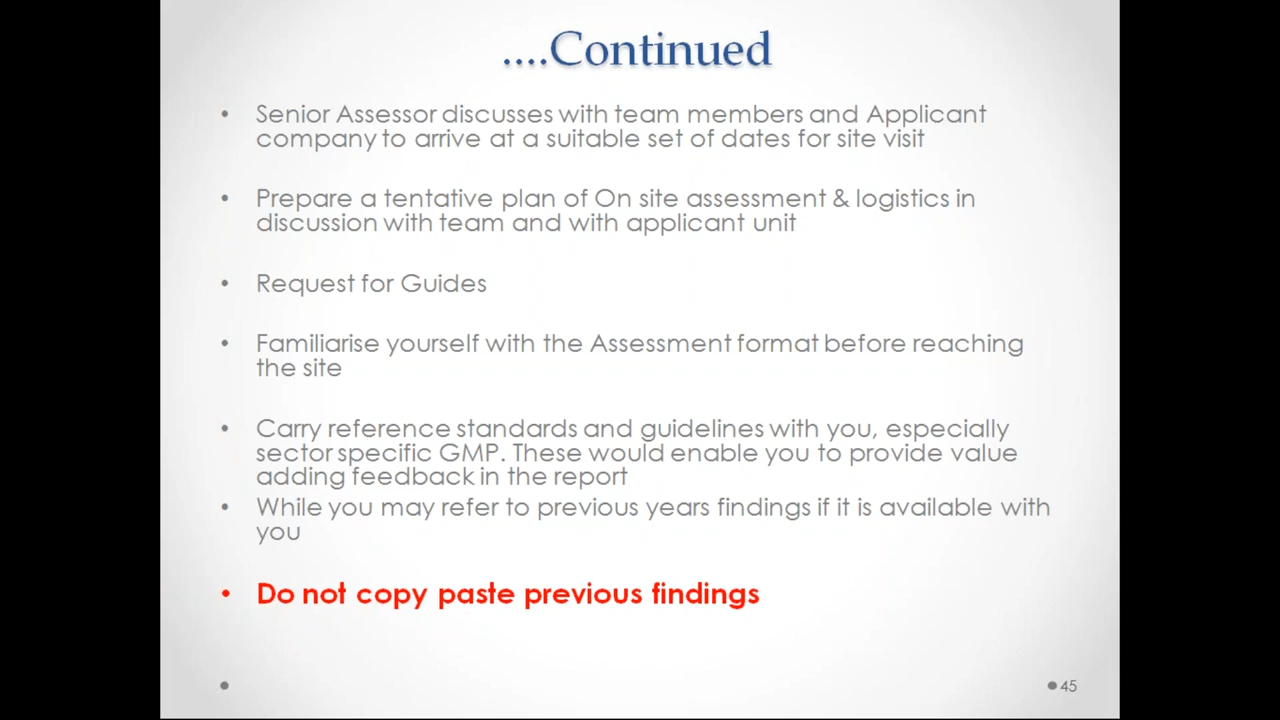 ....Continued
• Senior Assessor discusses with team members and Applicant
company to arrive at a suitable set of dates for site visit
• Prepare a tentative plan of On site assessment & logistics in
discussion with team and with applicant unit
• Request for Guides
• Familiarise yourself with the Assessment format before reaching
the site
• Carry reference standards and guidelines with you, especially
sector specific GMP. These would enable you to provide value
adding feedback in the report
• While you may refer to previous years findings if it is available with
you
• Do not copy paste previous findings
• 
• 45